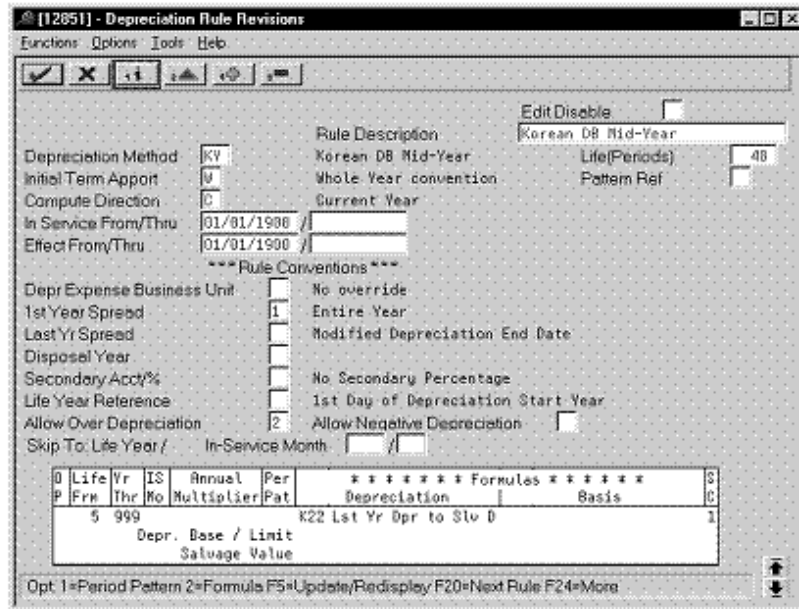 [12851] - Depreciation Rule Revisions
Functions Options Tools Help
Edit Disable
Rule Description Korean DB Mid-Year
Depreciation Method KY Korean DB Mid-Year Life(Periods) 48
Initial Term Apport W Whole Year convention Pattern Ref
Compute Direction C Current Year
In Service From/Thru 01/01/1900 /
Effect From/Thru 01/01/1900 /
***Rule Conventions***
Depr Expense Business Unit No override
1st Year Spread 1 Entire Year
Last Yr Spread Modified Depreciation End Date
Disposal Year
Secondary Acct/% No Secondary Percentage
Life Year Reference 1st Day of Depreciation Start Year
Allow Over Depreciation 2 Allow Negative Depreciation
Skip To: Life Year / In-Service Month /
O Life Yr IS Annual Per * * * * * * * Formulas * * * * * * S
P Frm Thr Mo Multiplier Pat Depreciation Basis C
5 999 K22 Lst Yr Dpr to Slv D 1
Depr. Base / Limit
Salvage Value
Opt: 1=Period Pattern 2=Formula F5=Update/Redisplay F20=Next Rule F24=More